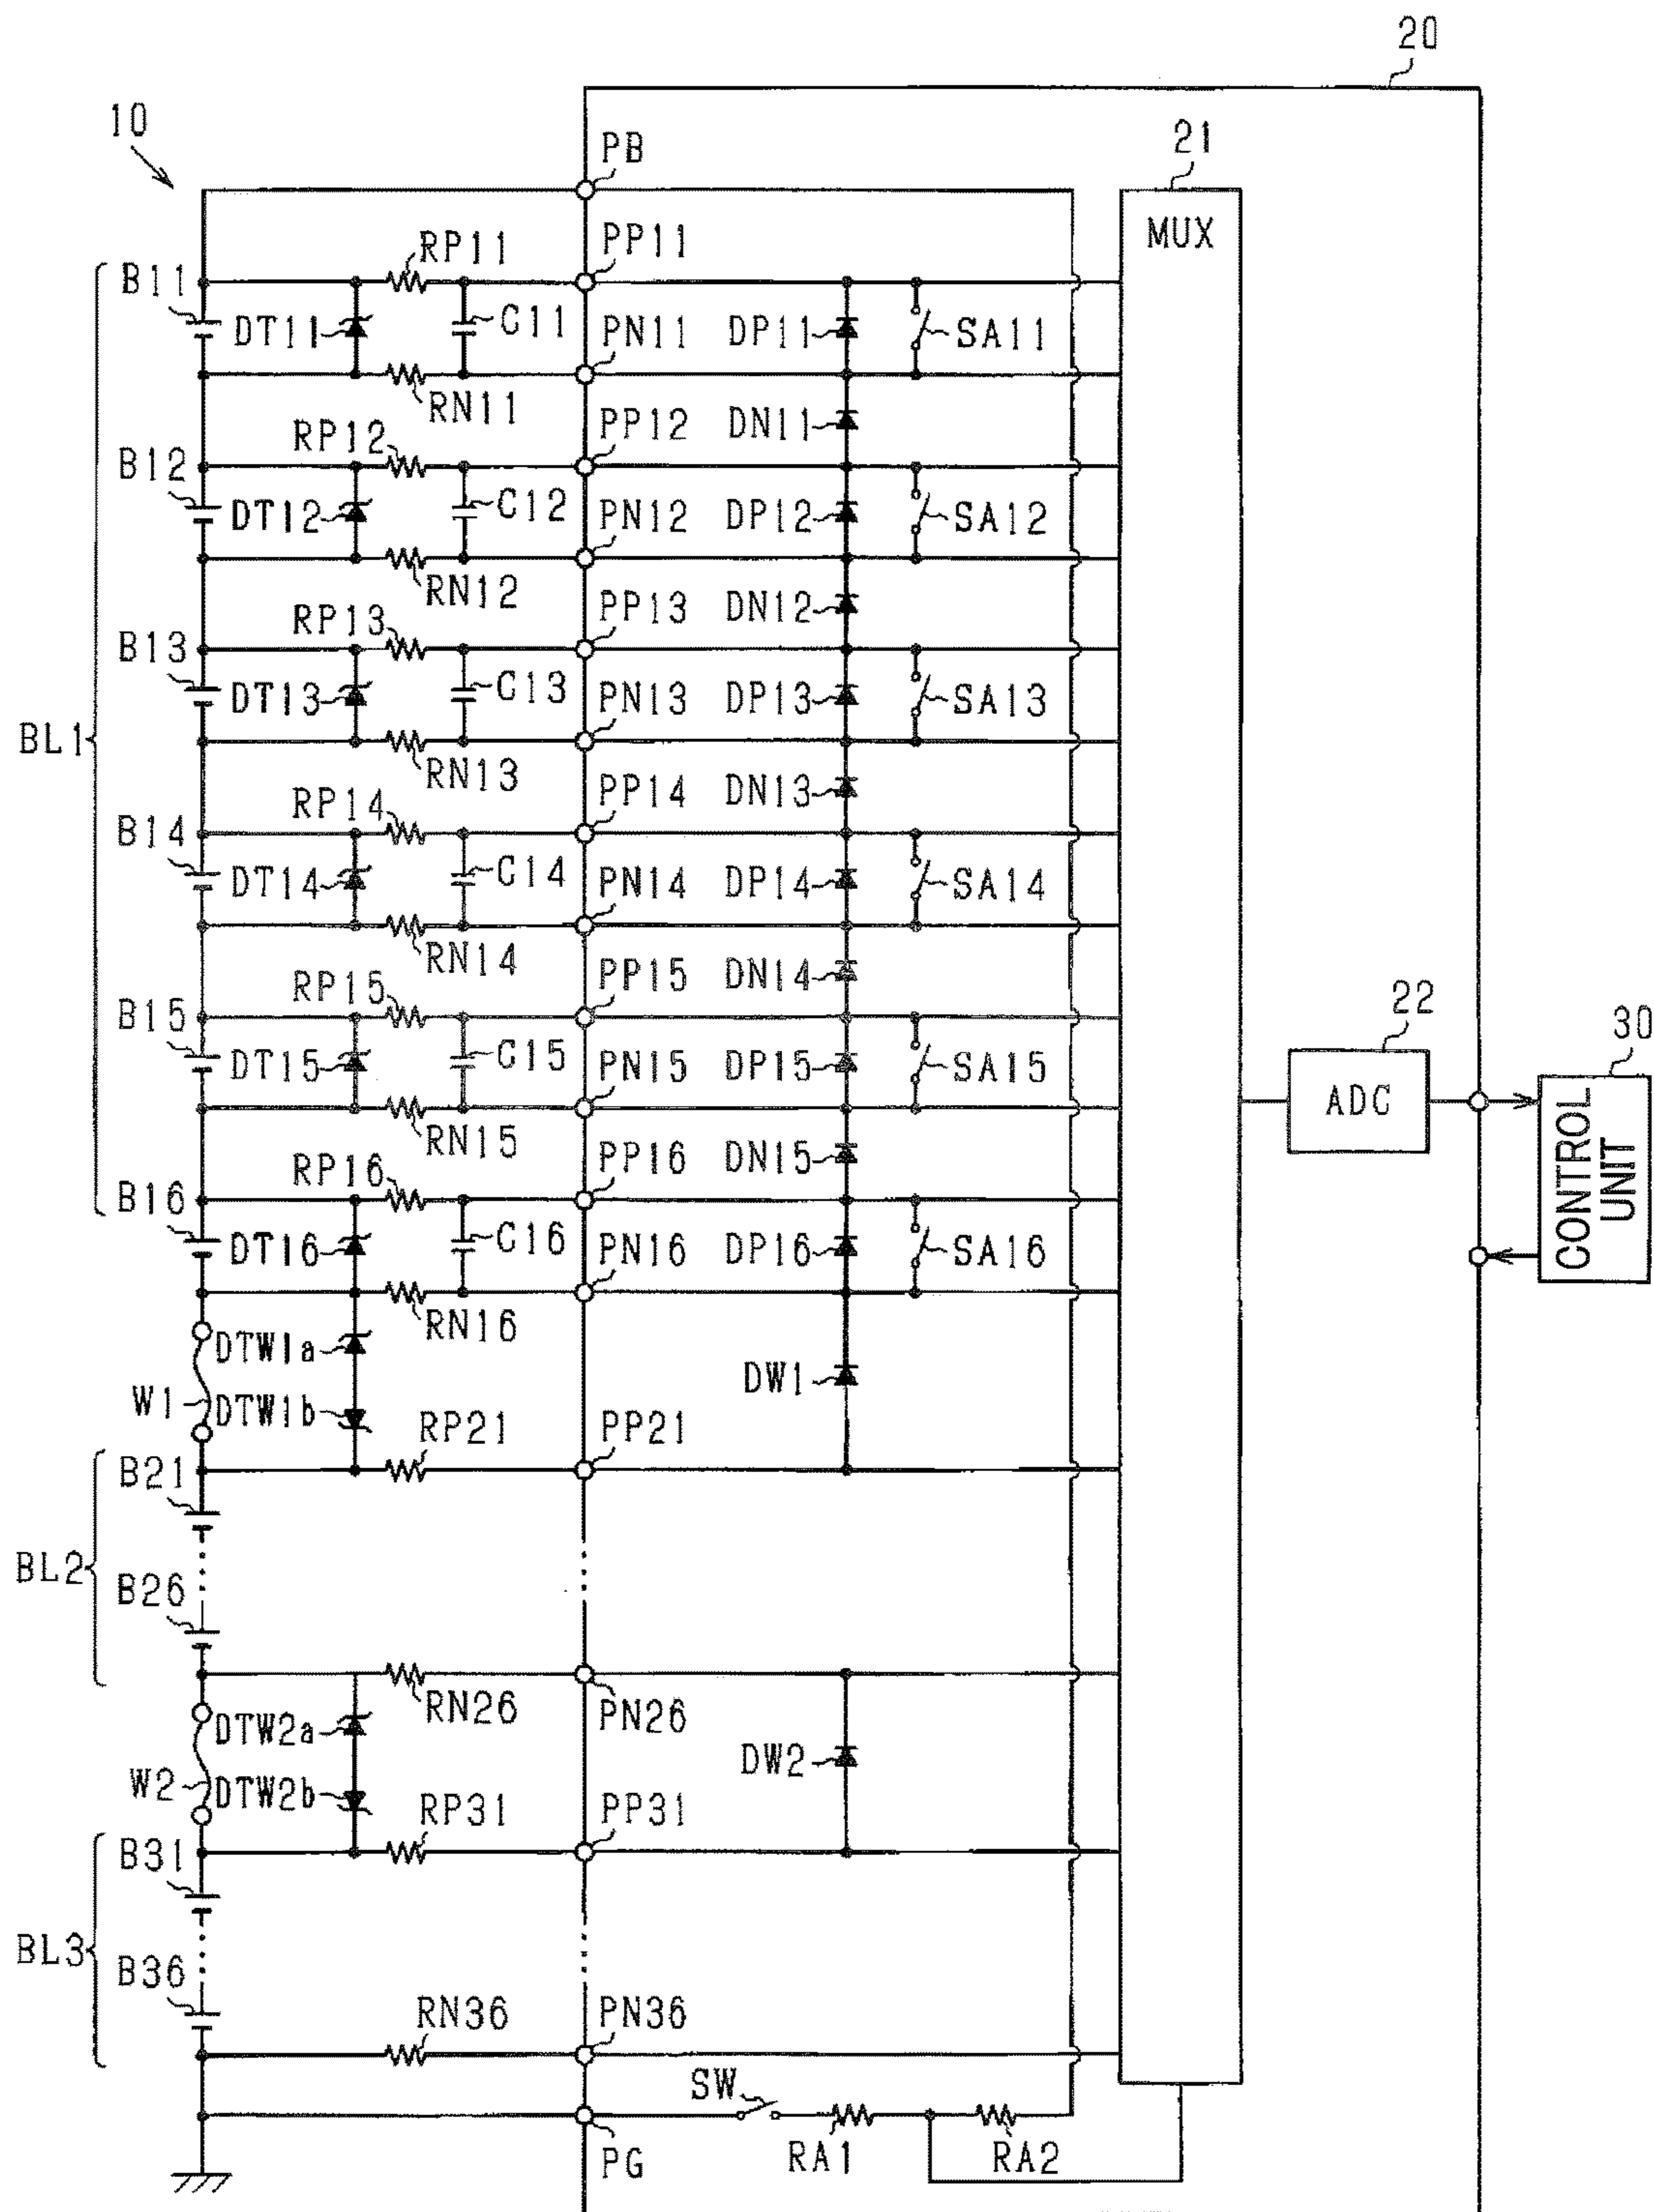 20
10
PB
21
MUX
RP11
PP11
B11
DT11
C11
PN11
DP11
SA11
RN11
DN11
RP12
PP12
B12
DT12
C12
PN12
DP12
SA12
RN12
DN12
RP13
PP13
B13
DT13
C13
PN13
DP13
SA13
BL1
RN13
DN13
RP14
PP14
B14
DT14
C14
PN14
DP14
SA14
RN14
DN14
RP15
PP15
B15
DT15
C15
PN15
DP15
SA15
22
ADC
30
CONTROL
UNIT
RN15
DN15
RP16
PP16
B16
DT16
C16
PN16
DP16
SA16
RN16
DTW1a
W1
DTW1b
DW1
RP21
PP21
B21
BL2
B26
RN26
PN26
DTW2a
W2
DTW2b
DW2
RP31
PP31
B31
BL3
B36
RN36
PN36
SW
PG
RA1
RA2